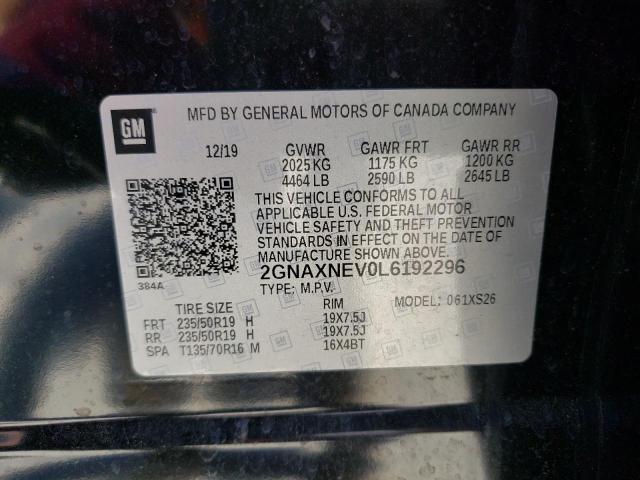 GM
MFD BY GENERAL MOTORS OF CANADA COMPANY
12/19 GVWR GAWR FRT GAWR RR
2025 KG 1175 KG 1200 KG
4464 LB 2590 LB 2645 LB
THIS VEHICLE CONFORMS TO ALL
APPLICABLE U.S. FEDERAL MOTOR
VEHICLE SAFETY AND THEFT PREVENTION
STANDARDS IN EFFECT ON THE DATE OF
MANUFACTURE SHOWN ABOVE.
2GNAXNEV0L6192296
384A
TYPE: M.P.V.
TIRE SIZE RIM MODEL: 061XS26
FRT 235/50R19 H 19X7.5J
RR 235/50R19 H 19X7.5J
SPA T135/70R16 M 16X4BT